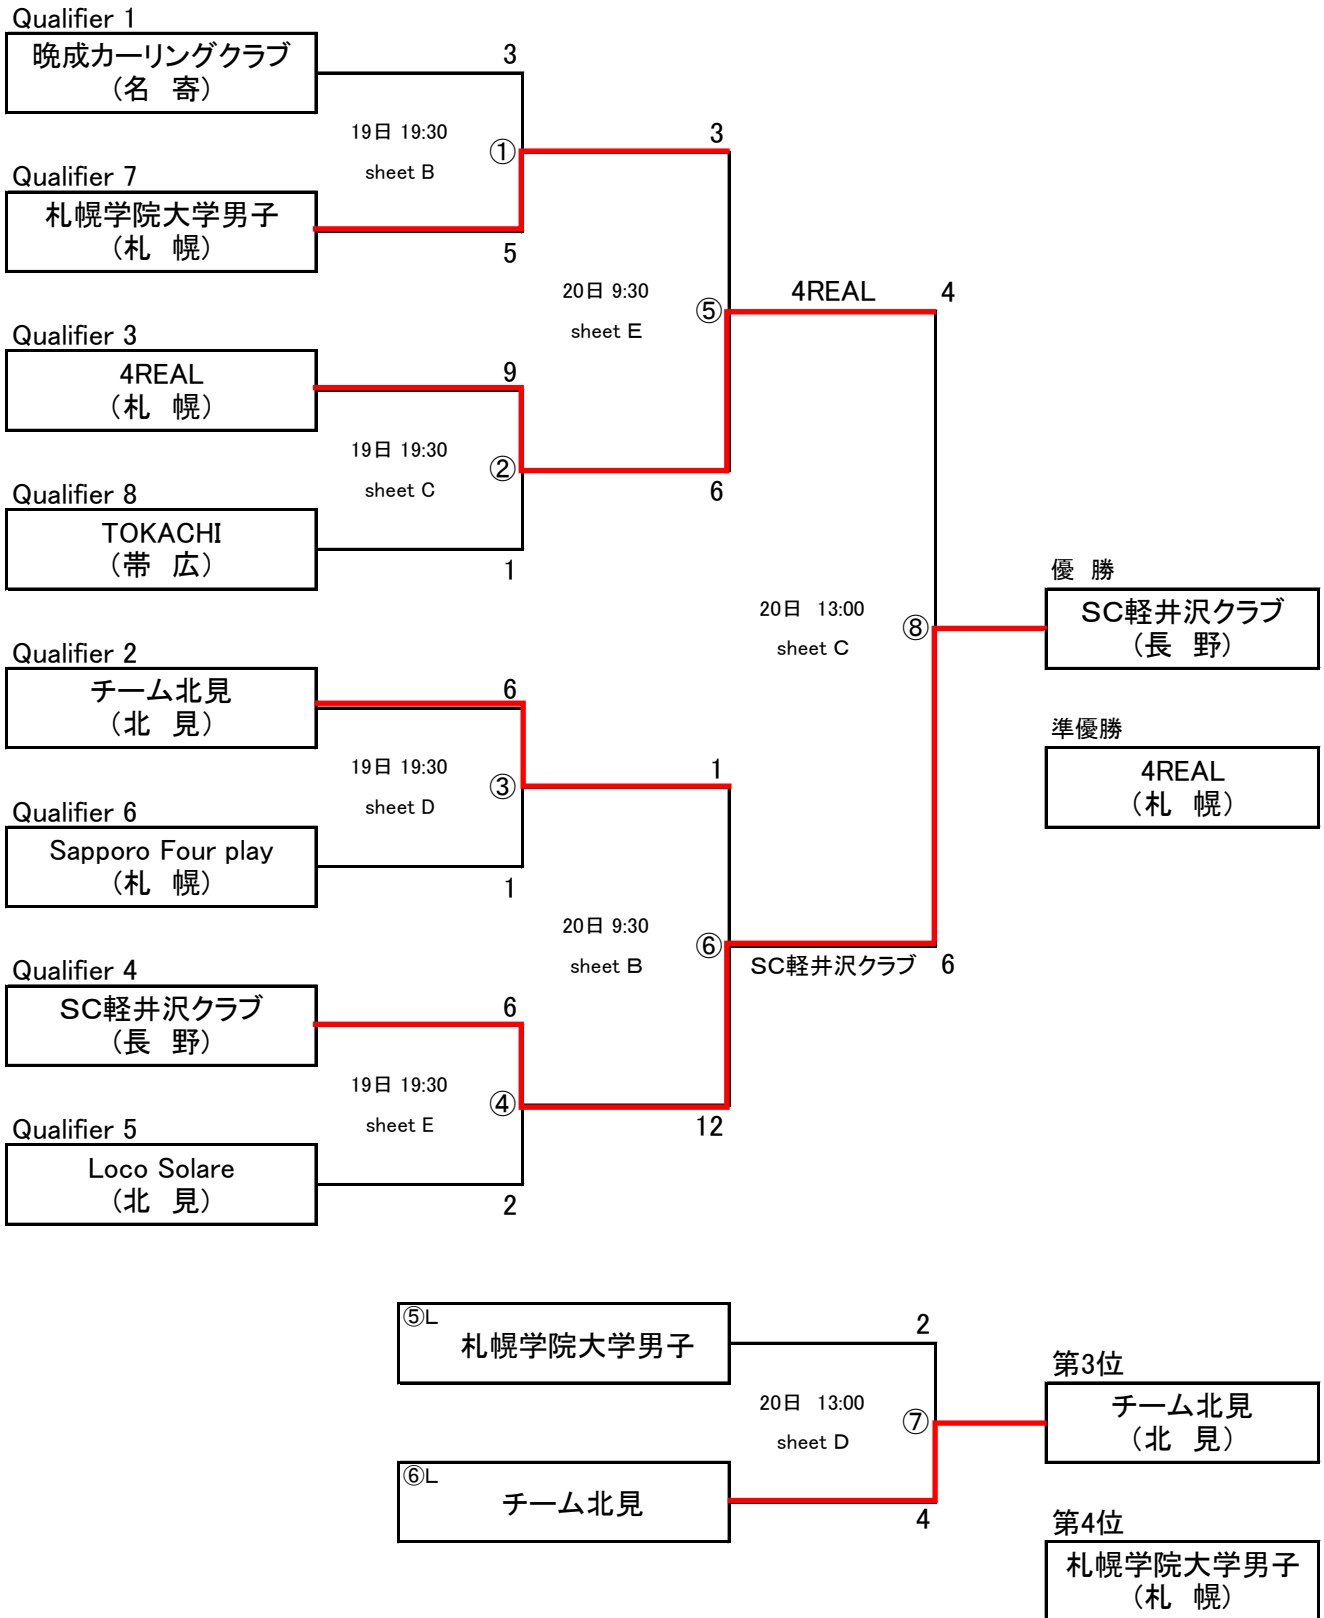 Qualifier 1
晩成カーリングクラブ
（名　寄）
3
19日 19:30
①
sheet B
3
Qualifier 7
札幌学院大学男子
（札　幌）
5
20日 9:30
⑤
sheet E
4REAL
4
Qualifier 3
4REAL
（札　幌）
9
19日 19:30
②
sheet C
6
Qualifier 8
TOKACHI
（帯　広）
1
20日　13:00
⑧
sheet C
優　勝
SC軽井沢クラブ
（長　野）
Qualifier 2
チーム北見
（北　見）
6
19日 19:30
③
sheet D
1
準優勝
4REAL
（札　幌）
Qualifier 6
Sapporo Four play
（札　幌）
1
20日 9:30
⑥
sheet B
SC軽井沢クラブ
6
Qualifier 4
SC軽井沢クラブ
（長　野）
6
19日 19:30
④
sheet E
12
Qualifier 5
Loco Solare
（北　見）
2
⑤L
札幌学院大学男子
2
20日　13:00
⑦
sheet D
第3位
チーム北見
（北　見）
⑥L
チーム北見
4
第4位
札幌学院大学男子
（札　幌）